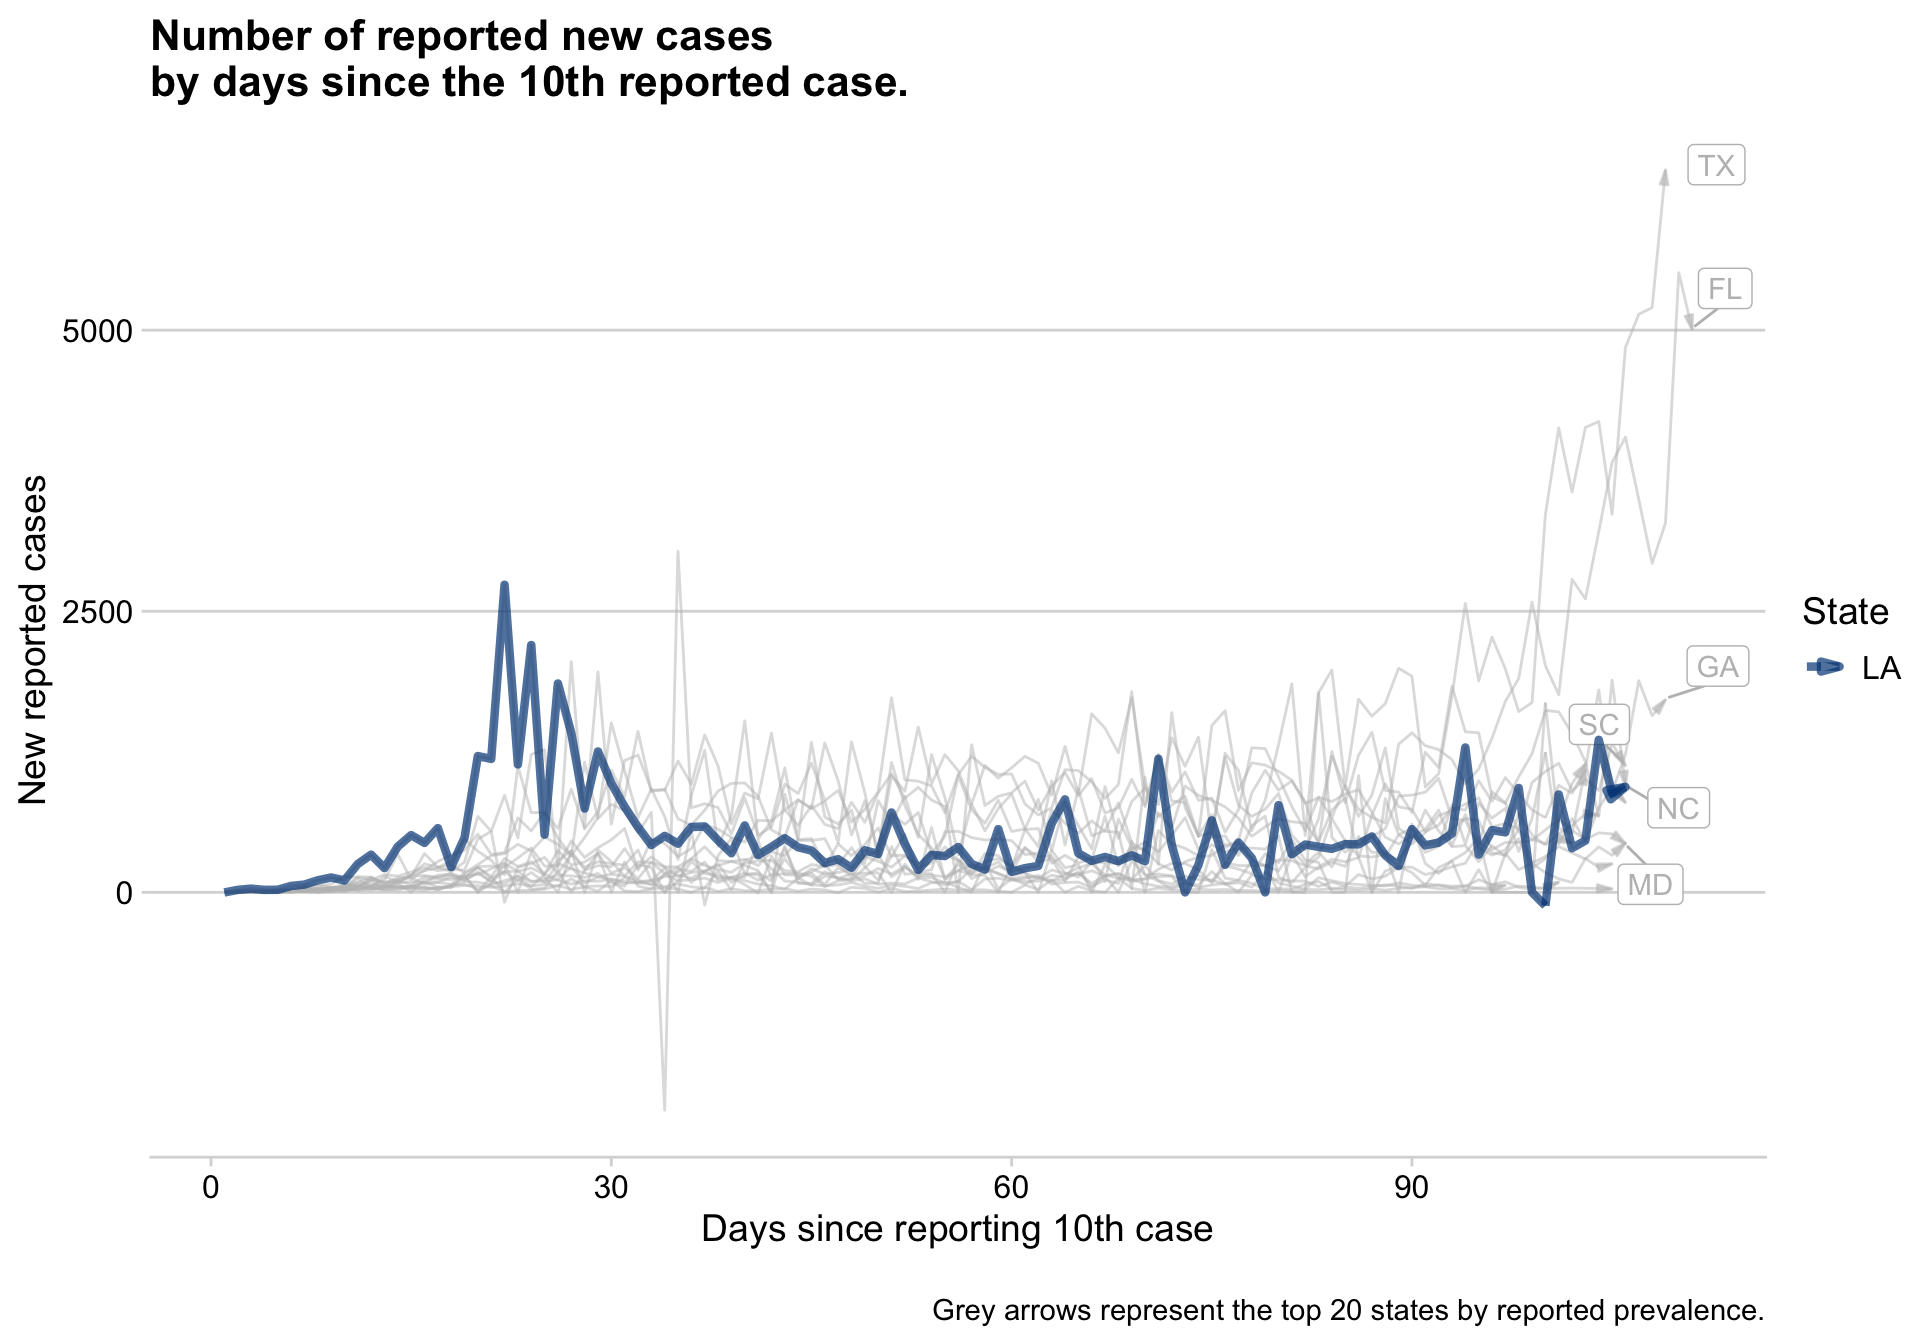 Number of reported new cases
by days since the 10th reported case.
TX
FL
5000
New reported cases
2500
State
GA
LA
SC
NC
MD
0
0
30
60
90
Days since reporting 10th case
Grey arrows represent the top 20 states by reported prevalence.